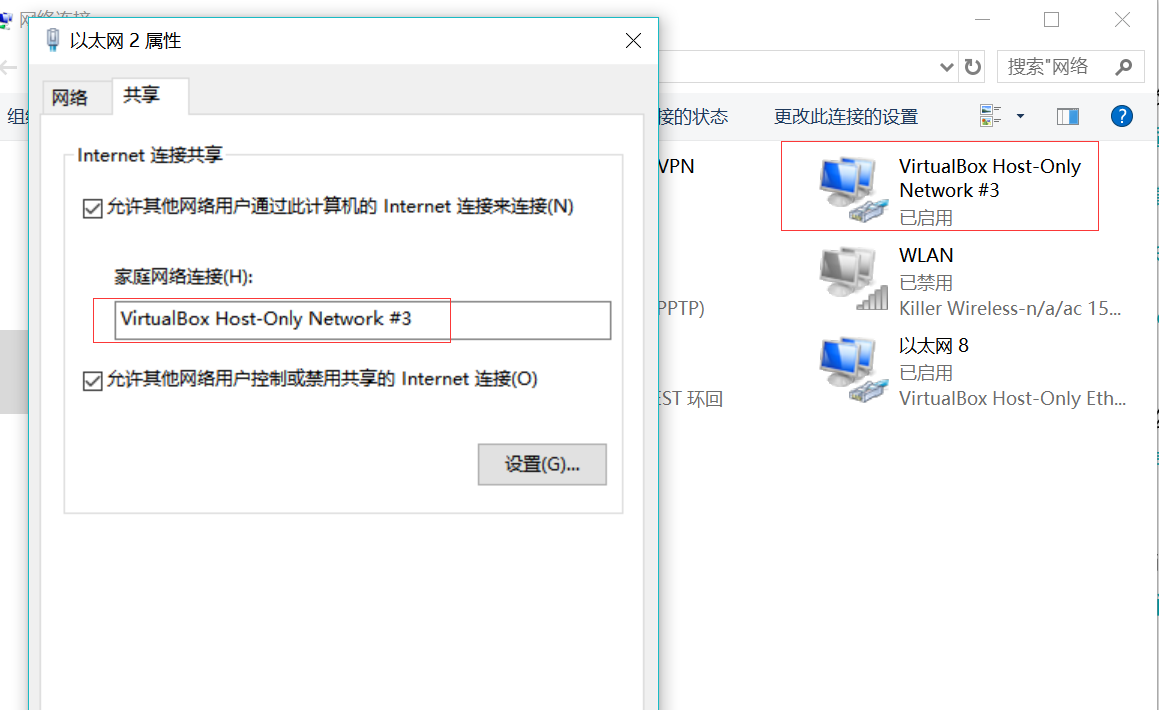 网络连接
以太网 2 属性
搜索"网络
组织
接的状态
更改此连接的设置
网络
共享
Internet 连接共享
允许其他网络用户通过此计算机的 Internet 连接来连接(N)
家庭网络连接(H):
VirtualBox Host-Only Network #3
允许其他网络用户控制或禁用共享的 Internet 连接(O)
设置(G)...
VPN
PPTP)
EST 环回
VirtualBox Host-Only
Network #3
已启用
WLAN
已禁用
Killer Wireless-n/a/ac 15...
以太网 8
已启用
VirtualBox Host-Only Eth...